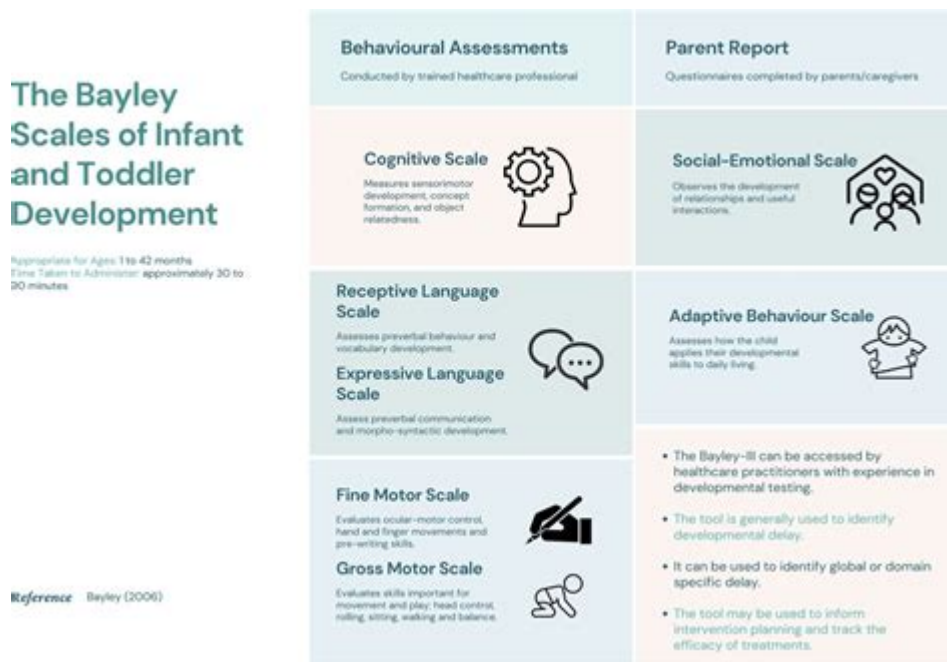 The Bayley
Scales of Infant
and Toddler
Development
Appropriate for Ages: 1 to 42 months
Time Taken to Administer: approximately 30 to
90 minutes
Reference Bayley (2006)
Behavioural Assessments
Conducted by trained healthcare professional
Cognitive Scale
Measures sensorimotor
development, concept
formation, and object
relatedness.
Receptive Language
Scale
Assesses preverbal behaviour and
vocabulary development.
Expressive Language
Scale
Assess preverbal communication
and morpho-syntactic development.
Fine Motor Scale
Evaluates ocular-motor control,
hand and finger movements and
pre-writing skills.
Gross Motor Scale
Evaluates skills important for
movement and play; head control,
rolling, sitting, walking and balance.
Parent Report
Questionnaires completed by parents/caregivers
Social-Emotional Scale
Observes the development
of relationships and useful
interactions.
Adaptive Behaviour Scale
Assesses how the child
applies their developmental
skills to daily living.
• The Bayley-III can be accessed by
healthcare practitioners with experience in
developmental testing.
• The tool is generally used to identify
developmental delay.
• It can be used to identify global or domain
specific delay.
• The tool may be used to inform
intervention planning and track the
efficacy of treatments.